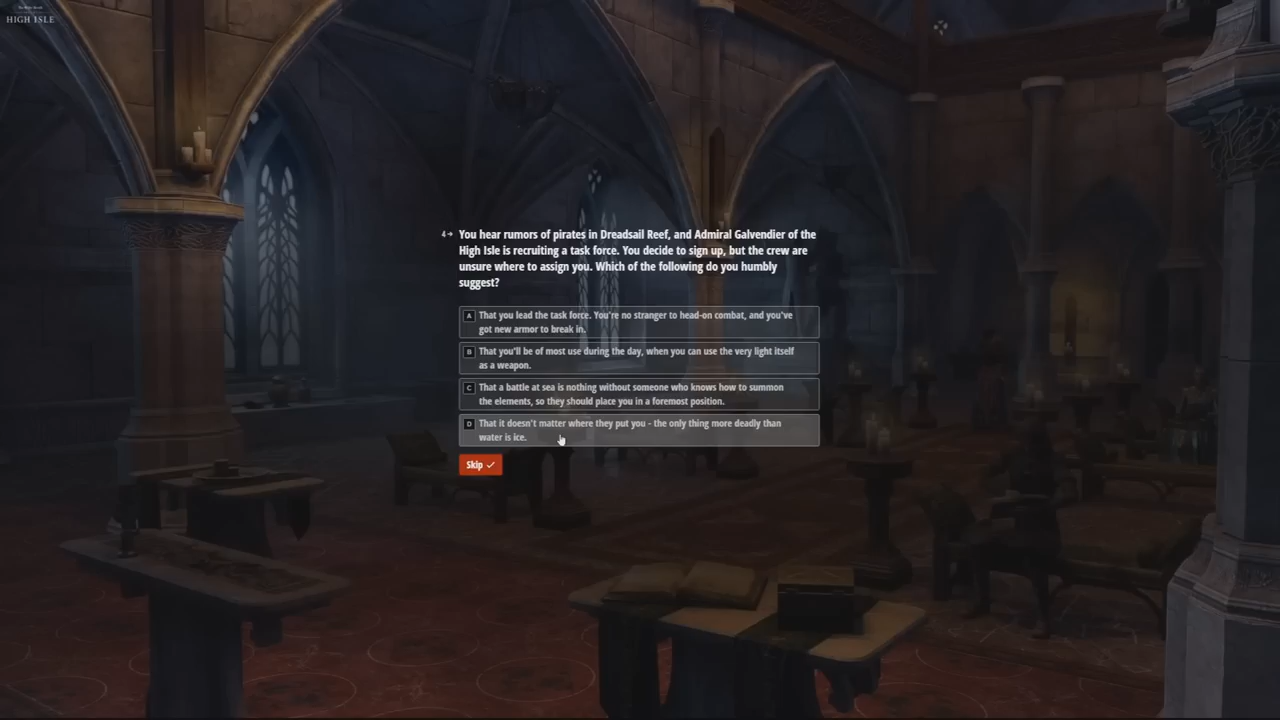 HIGH ISLE
4→ You hear rumors of pirates in Dreadsail Reef, and Admiral Galvendier of the
High Isle is recruiting a task force. You decide to sign up, but the crew are
unsure where to assign you. Which of the following do you humbly
suggest?
A That you lead the task force. You're no stranger to head-on combat, and you've
got new armor to break in.
B That you'll be of most use during the day, when you can use the very light itself
as a weapon.
C That a battle at sea is nothing without someone who knows how to summon
the elements, so they should place you in a foremost position.
D That it doesn't matter where they put you - the only thing more deadly than
water is ice.
Skip ✓